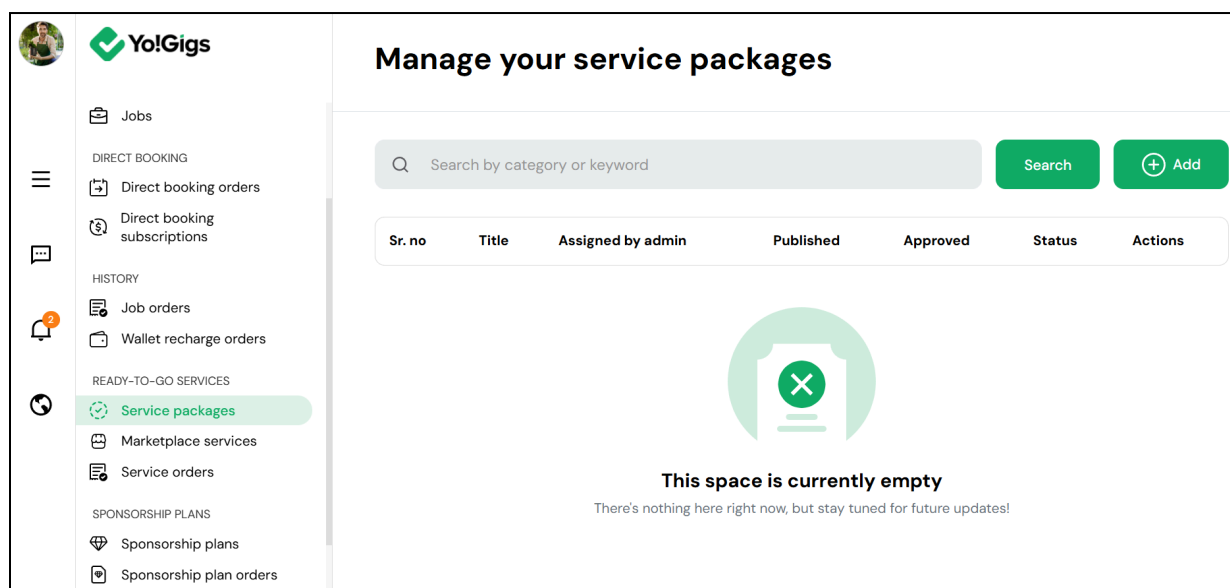 Yo!Gigs
Jobs
DIRECT BOOKING
Direct booking orders
Direct booking
subscriptions
HISTORY
2
Job orders
Wallet recharge orders
READY-TO-GO SERVICES
Service packages
Marketplace services
Service orders
SPONSORSHIP PLANS
Sponsorship plans
Sponsorship plan orders
Manage your service packages
Search by category or keyword
Search
Add
Sr. no Title Assigned by admin Published Approved Status Actions
This space is currently empty
There's nothing here right now, but stay tuned for future updates!